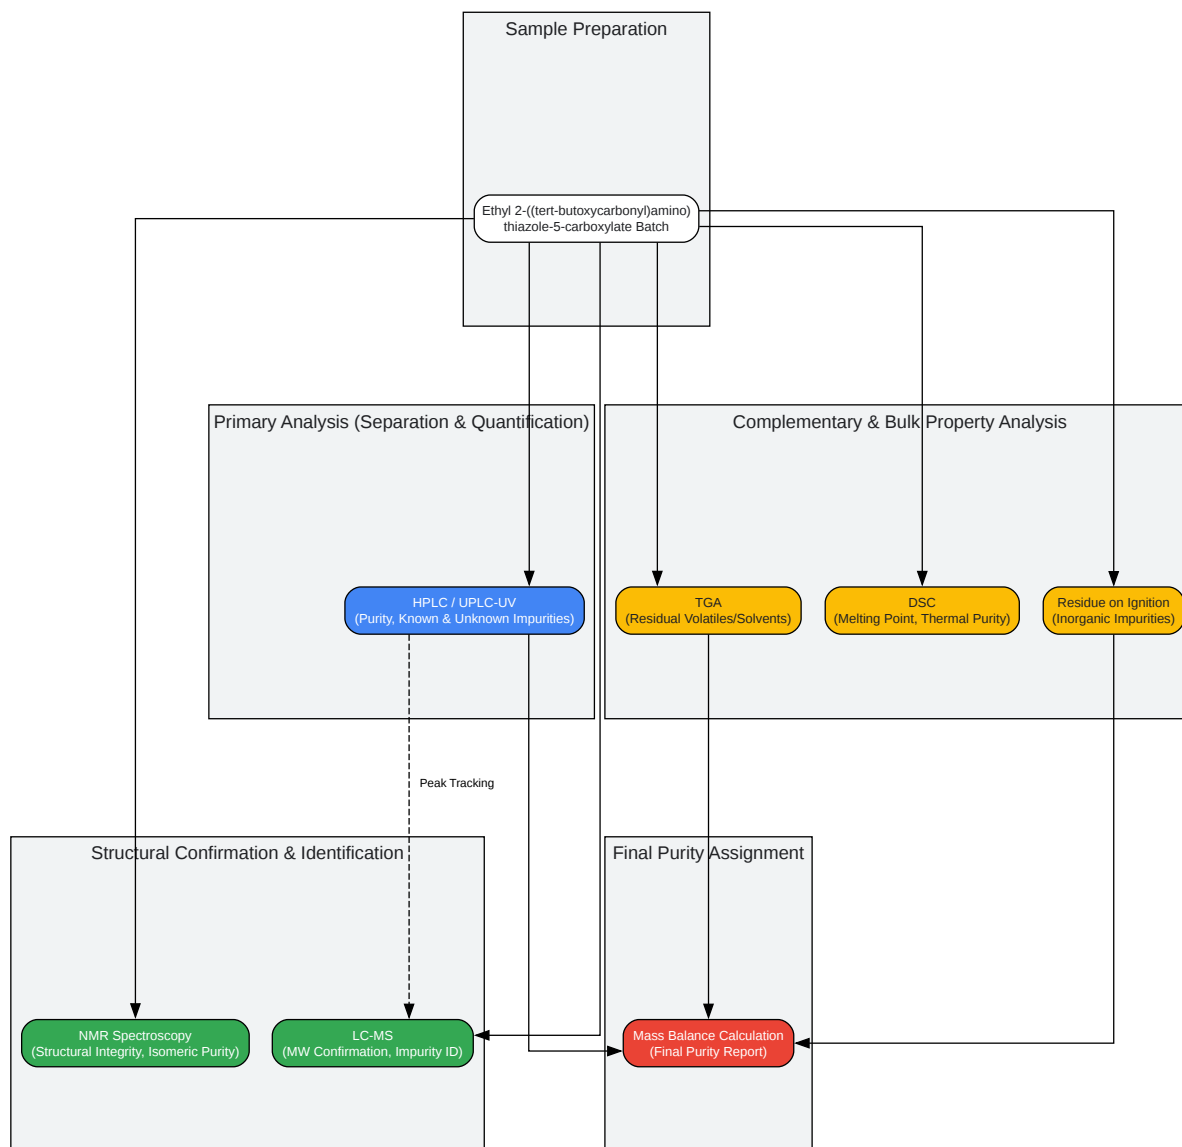 Sample Preparation
Ethyl 2-((tert-butoxycarbonyl)amino)
thiazole-5-carboxylate Batch
Primary Analysis (Separation & Quantification)
Complementary & Bulk Property Analysis
HPLC / UPLC-UV
(Purity, Known & Unknown Impurities)
TGA
(Residual Volatiles/Solvents)
DSC
(Melting Point, Thermal Purity)
Residue on Ignition
(Inorganic Impurities)
Peak Tracking
Structural Confirmation & Identification
Final Purity Assignment
NMR Spectroscopy
(Structural Integrity, Isomeric Purity)
LC-MS
(MW Confirmation, Impurity ID)
Mass Balance Calculation
(Final Purity Report)